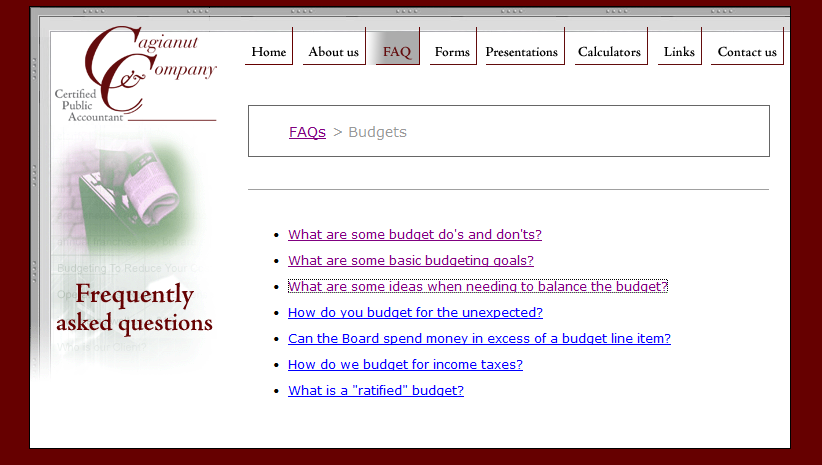 Cagianut
& Company
Certified
Public
Accountant
Home
About us
FAQ
Forms
Presentations
Calculators
Links
Contact us
FAQs > Budgets
Budgeting To Reduce Your
Frequently
asked questions
What are some budget do's and don'ts?
What are some basic budgeting goals?
What are some ideas when needing to balance the budget?
How do you budget for the unexpected?
Can the Board spend money in excess of a budget line item?
How do we budget for income taxes?
What is a "ratified" budget?